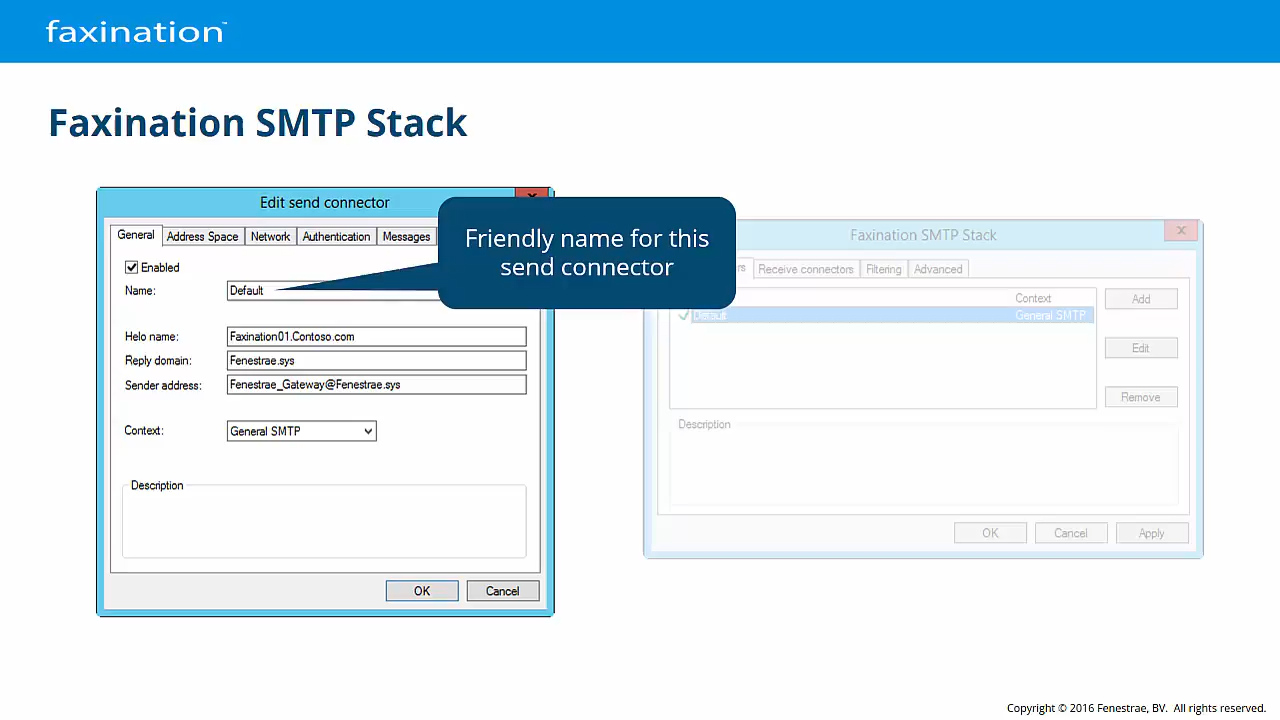 faxination™
Faxination SMTP Stack
Edit send connector
General Address Space Network Authentication Messages
Enabled
Name: Default
Helo name: Faxination01.Contoso.com
Reply domain: Fenestrae.sys
Sender address: Fenestrae_Gateway@Fenestrae.sys
Context: General SMTP
Description
OK Cancel
Friendly name for this
send connector
Faxination SMTP Stack
Receive connectors Filtering Advanced
Context
Default General SMTP
Add
Edit
Remove
Description
OK Cancel Apply
Copyright © 2016 Fenestrae, BV. All rights reserved.